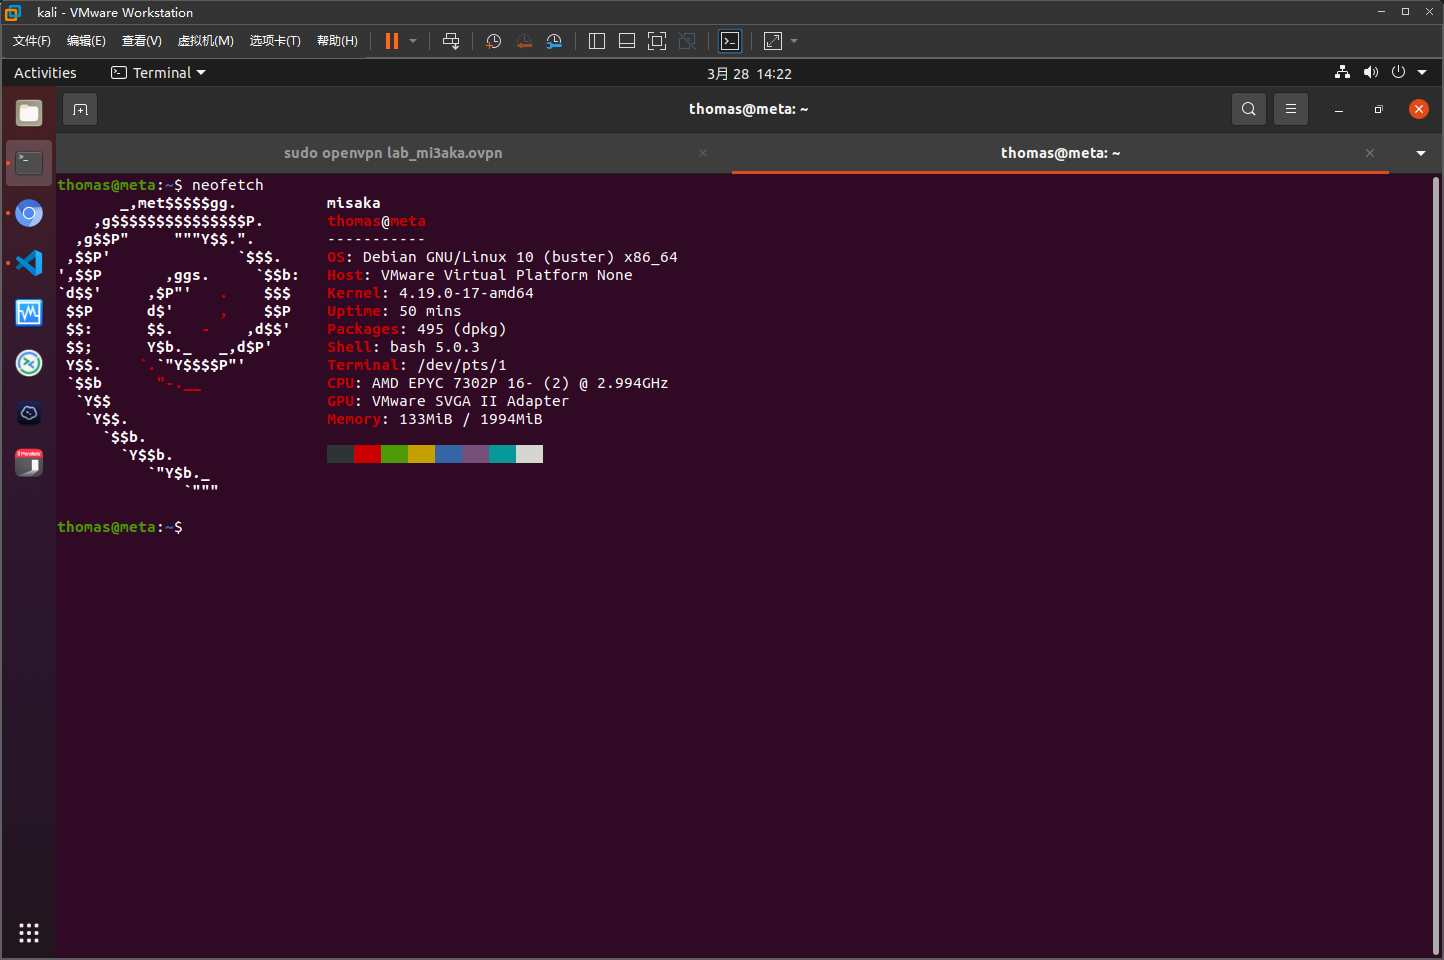 kali - VMware Workstation
文件(F) 编辑(E) 查看(V) 虚拟机(M) 选项卡(T) 帮助(H)
Activities Terminal 3月 28 14:22
thomas@meta: ~
sudo openvpn lab_mi3aka.ovpn thomas@meta: ~
thomas@meta:~$ neofetch
       _,met$$$$$gg.          misaka
    ,g$$$$$$$$$$$$$$$P.       thomas@meta
  ,g$$P"     """Y$$.".        -----------
 ,$$P'              `$$$.     OS: Debian GNU/Linux 10 (buster) x86_64
',$$P       ,ggs.     `$$b:   Host: VMware Virtual Platform None
`d$$'     ,$P"'   .    $$$    Kernel: 4.19.0-17-amd64
 $$P      d$'     ,    $$P    Uptime: 50 mins
 $$:      $$.   -    ,d$$'    Packages: 495 (dpkg)
 $$;      Y$b._   _,d$P'      Shell: bash 5.0.3
 Y$$.    `.`"Y$$$$P"'         Terminal: /dev/pts/1
 `$$b      "-.__              CPU: AMD EPYC 7302P 16- (2) @ 2.994GHz
  `Y$$                        GPU: VMware SVGA II Adapter
   `Y$$.                      Memory: 133MiB / 1994MiB
     `$$b.
       `Y$$b.
          `"Y$b._
              `"""
thomas@meta:~$